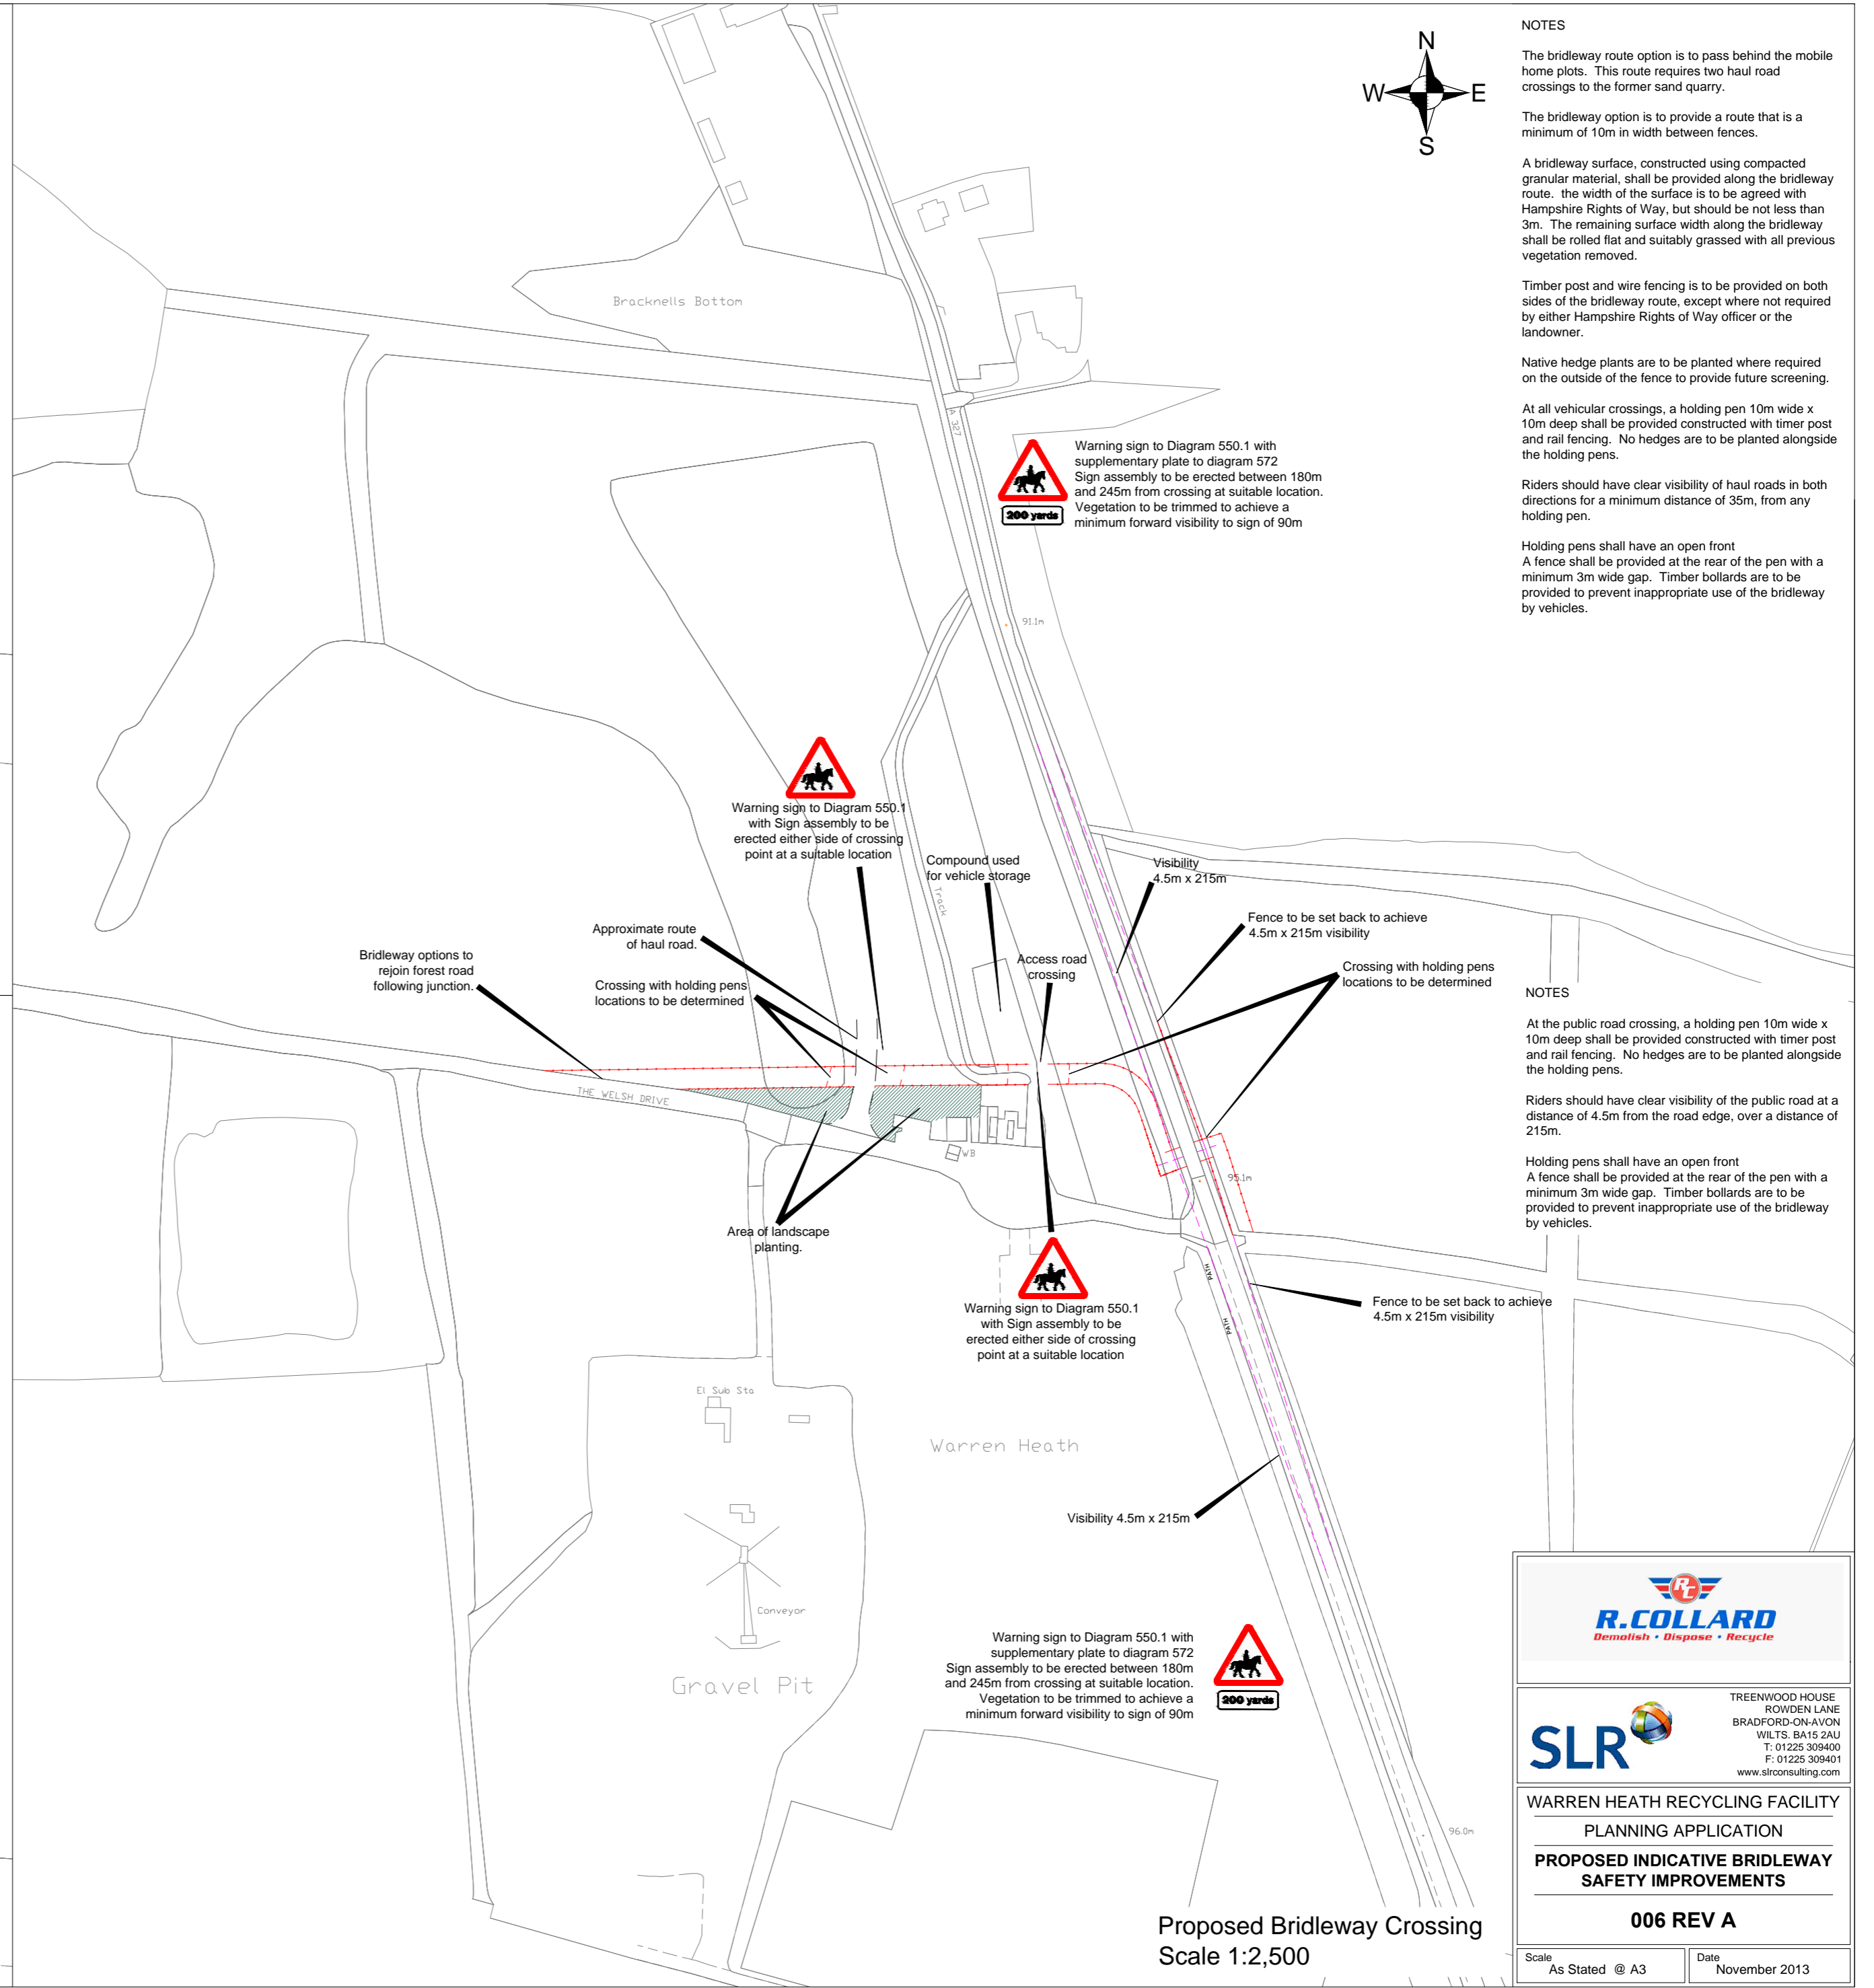 NOTES
The bridleway route option is to pass behind the mobile
home plots. This route requires two haul road
crossings to the former sand quarry.
The bridleway option is to provide a route that is a
minimum of 10m in width between fences.
A bridleway surface, constructed using compacted
granular material, shall be provided along the bridleway
route. the width of the surface is to be agreed with
Hampshire Rights of Way, but should be not less than
3m. The remaining surface width along the bridleway
shall be rolled flat and suitably grassed with all previous
vegetation removed.
Timber post and wire fencing is to be provided on both
sides of the bridleway route, except where not required
by either Hampshire Rights of Way officer or the
landowner.
Native hedge plants are to be planted where required
on the outside of the fence to provide future screening.
At all vehicular crossings, a holding pen 10m wide x
10m deep shall be provided constructed with timer post
and rail fencing. No hedges are to be planted alongside
the holding pens.
Riders should have clear visibility of haul roads in both
directions for a minimum distance of 35m, from any
holding pen.
Holding pens shall have an open front
A fence shall be provided at the rear of the pen with a
minimum 3m wide gap. Timber bollards are to be
provided to prevent inappropriate use of the bridleway
by vehicles.
N
W
E
S
Bracknells Bottom
A 327
Warning sign to Diagram 550.1 with
supplementary plate to diagram 572
Sign assembly to be erected between 180m
and 245m from crossing at suitable location.
Vegetation to be trimmed to achieve a
minimum forward visibility to sign of 90m
200 yards
91.1m
Warning sign to Diagram 550.1
with Sign assembly to be
erected either side of crossing
point at a suitable location
Compound used
for vehicle storage
Track
Visibility
4.5m x 215m
Fence to be set back to achieve
4.5m x 215m visibility
Approximate route
of haul road.
Bridleway options to
rejoin forest road
following junction.
Crossing with holding pens
locations to be determined
Access road
crossing
Crossing with holding pens
locations to be determined
NOTES
At the public road crossing, a holding pen 10m wide x
10m deep shall be provided constructed with timer post
and rail fencing. No hedges are to be planted alongside
the holding pens.
Riders should have clear visibility of the public road at a
distance of 4.5m from the road edge, over a distance of
215m.
Holding pens shall have an open front
A fence shall be provided at the rear of the pen with a
minimum 3m wide gap. Timber bollards are to be
provided to prevent inappropriate use of the bridleway
by vehicles.
THE WELSH DRIVE
WB
95.1m
Area of landscape
planting.
PATH
PATH
Warning sign to Diagram 550.1
with Sign assembly to be
erected either side of crossing
point at a suitable location
Fence to be set back to achieve
4.5m x 215m visibility
El Sub Sta
Warren Heath
Visibility 4.5m x 215m
Conveyor
Gravel Pit
Warning sign to Diagram 550.1 with
supplementary plate to diagram 572
Sign assembly to be erected between 180m
and 245m from crossing at suitable location.
Vegetation to be trimmed to achieve a
minimum forward visibility to sign of 90m
200 yards
96.0m
Proposed Bridleway Crossing
Scale 1:2,500
RC
R.COLLARD
Demolish • Dispose • Recycle
SLR
TREENWOOD HOUSE
ROWDEN LANE
BRADFORD-ON-AVON
WILTS. BA15 2AU
T: 01225 309400
F: 01225 309401
www.slrconsulting.com
WARREN HEATH RECYCLING FACILITY
PLANNING APPLICATION
PROPOSED INDICATIVE BRIDLEWAY
SAFETY IMPROVEMENTS
006 REV A
Scale
As Stated @ A3
Date
November 2013